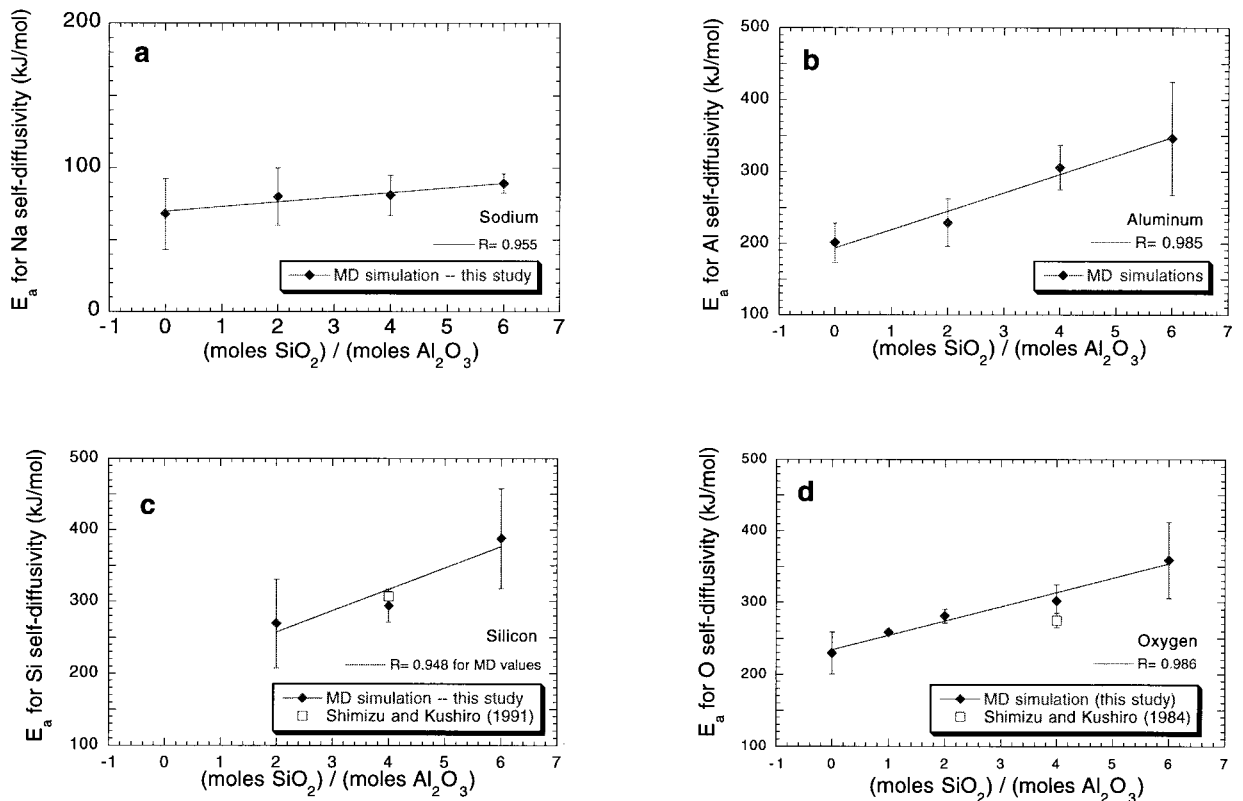 a
E_a for Na self-diffusivity (kJ/mol)
200
100
0
Sodium
R= 0.955
MD simulation -- this study
-1 0 1 2 3 4 5 6 7
(moles SiO2) / (moles Al2O3)
b
E_a for Al self-diffusivity (kJ/mol)
500
400
300
200
100
Aluminum
R= 0.985
MD simulations
-1 0 1 2 3 4 5 6 7
(moles SiO2) / (moles Al2O3)
c
E_a for Si self-diffusivity (kJ/mol)
500
400
300
200
100
Silicon
R= 0.948 for MD values
MD simulation -- this study
Shimizu and Kushiro (1991)
-1 0 1 2 3 4 5 6 7
(moles SiO2) / (moles Al2O3)
d
E_a for O self-diffusivity (kJ/mol)
500
400
300
200
100
Oxygen
R= 0.986
MD simulation (this study)
Shimizu and Kushiro (1984)
-1 0 1 2 3 4 5 6 7
(moles SiO2) / (moles Al2O3)